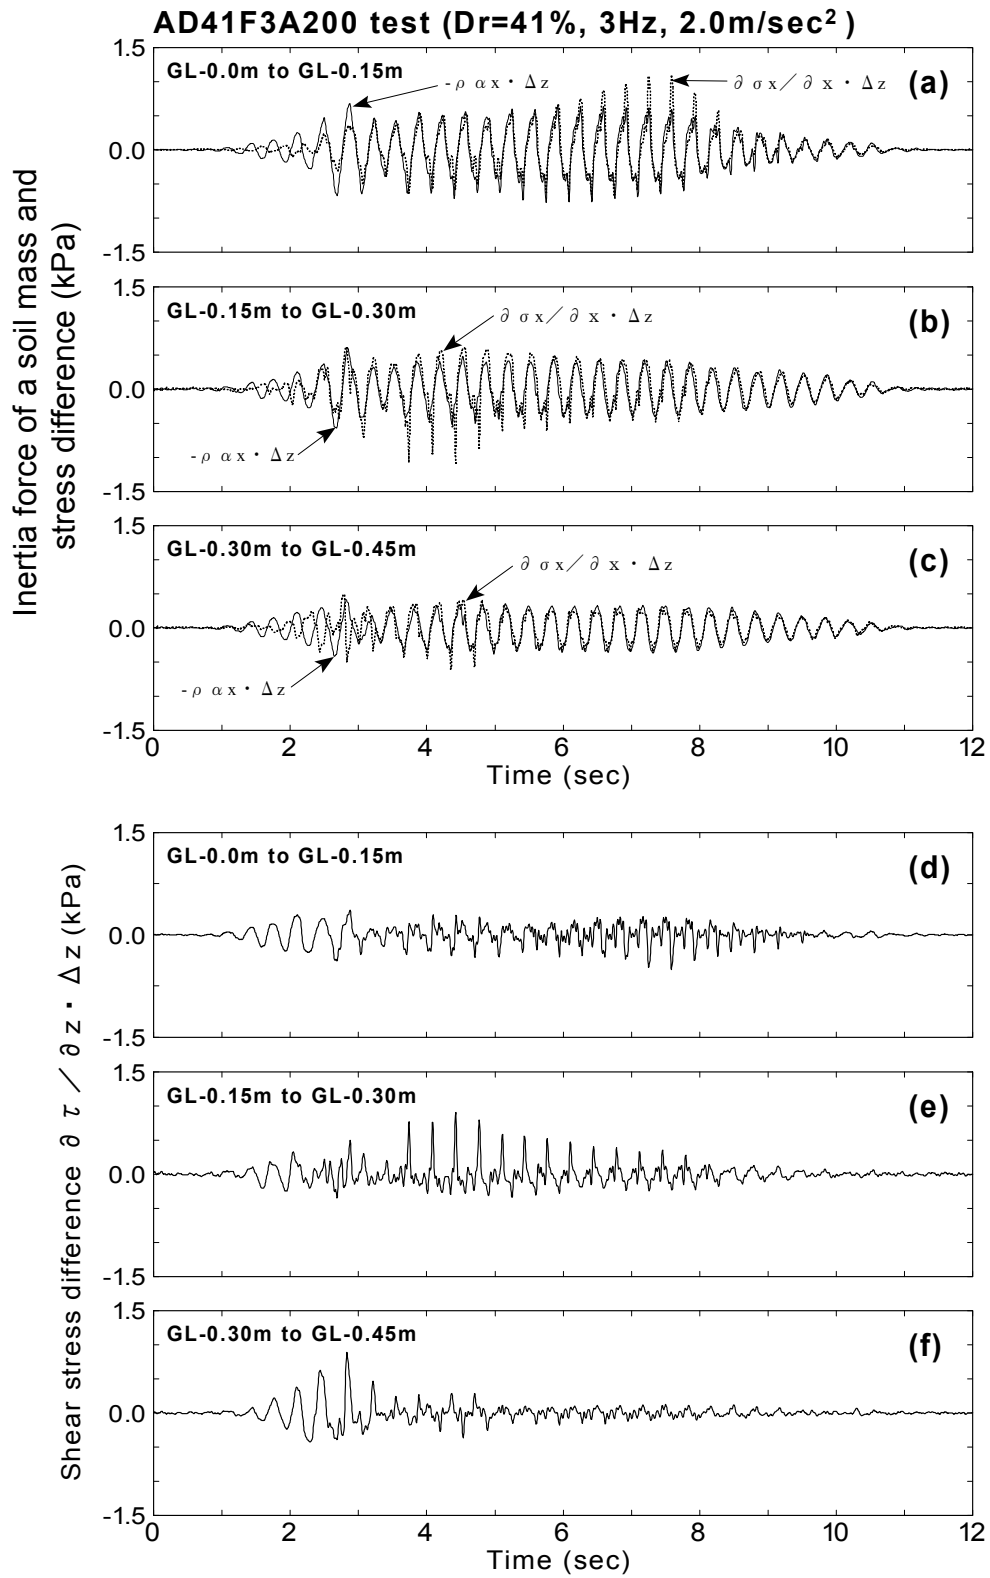 AD41F3A200 test (Dr=41%, 3Hz, 2.0m/sec²)
Inertia force of a soil mass and
stress difference (kPa)
1.5
0.0
-1.5
GL-0.0m to GL-0.15m
-ρ αx・Δz
∂σx/∂x・Δz
(a)
1.5
0.0
-1.5
GL-0.15m to GL-0.30m
∂σx/∂x・Δz
-ρ αx・Δz
(b)
1.5
0.0
-1.5
GL-0.30m to GL-0.45m
∂σx/∂x・Δz
-ρ αx・Δz
(c)
0 2 4 6 8 10 12
Time (sec)
Shear stress difference ∂τ/∂z・Δz (kPa)
1.5
0.0
-1.5
GL-0.0m to GL-0.15m
(d)
1.5
0.0
-1.5
GL-0.15m to GL-0.30m
(e)
1.5
0.0
-1.5
GL-0.30m to GL-0.45m
(f)
0 2 4 6 8 10 12
Time (sec)